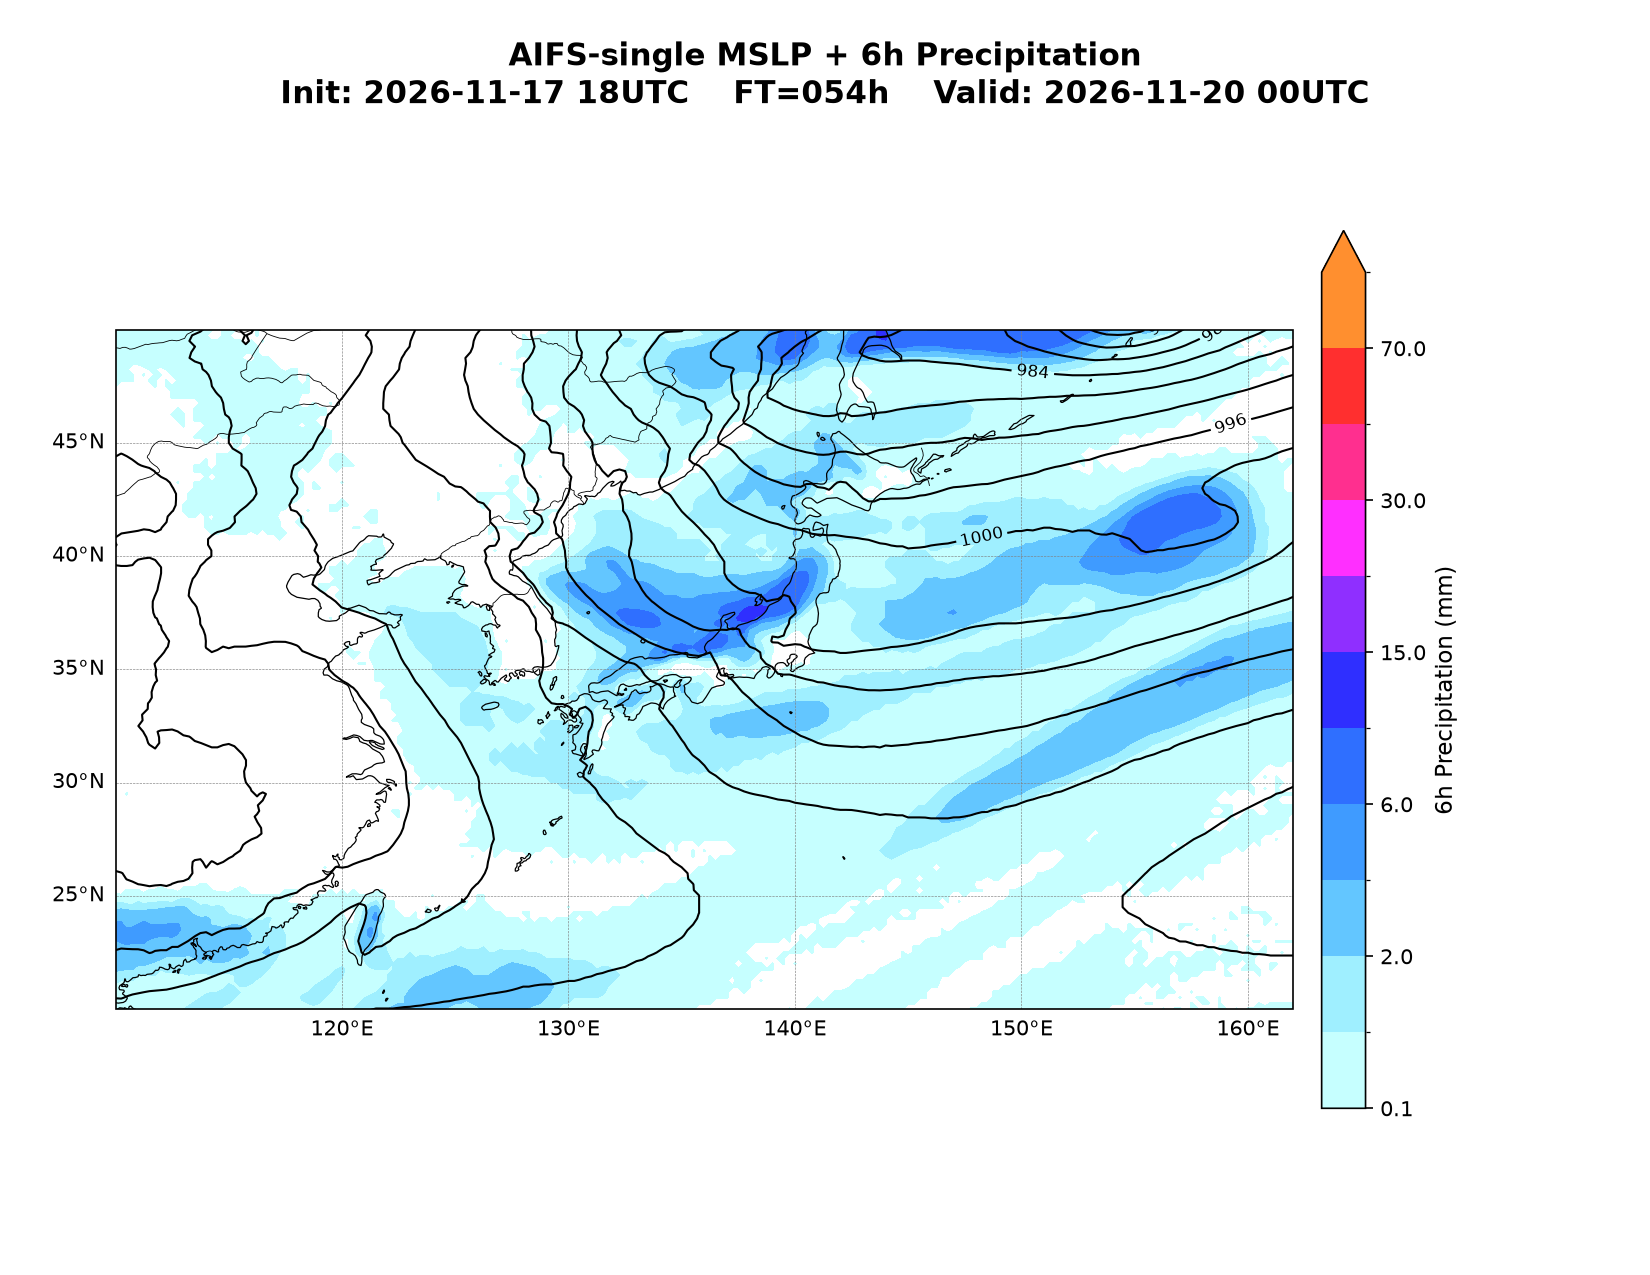 AIFS-single MSLP + 6h Precipitation
Init: 2026-11-17 18UTC    FT=054h    Valid: 2026-11-20 00UTC
984
996
1000
45°N
40°N
35°N
30°N
25°N
120°E
130°E
140°E
150°E
160°E
70.0
30.0
15.0
6.0
2.0
0.1
6h Precipitation (mm)